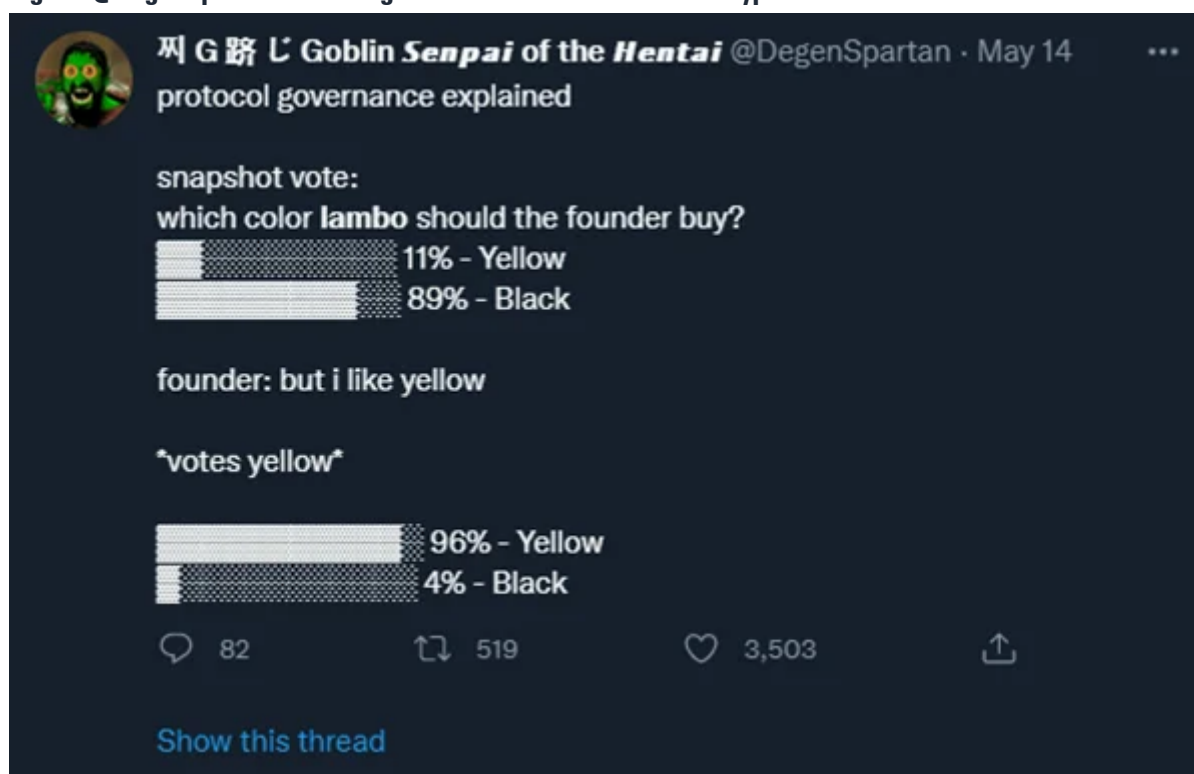 찌 G 跻 じ Goblin Senpai of the Hentai @DegenSpartan · May 14
protocol governance explained
snapshot vote:
which color lambo should the founder buy?
11% - Yellow
89% - Black
founder: but i like yellow
*votes yellow*
96% - Yellow
4% - Black
82 519 3,503
Show this thread